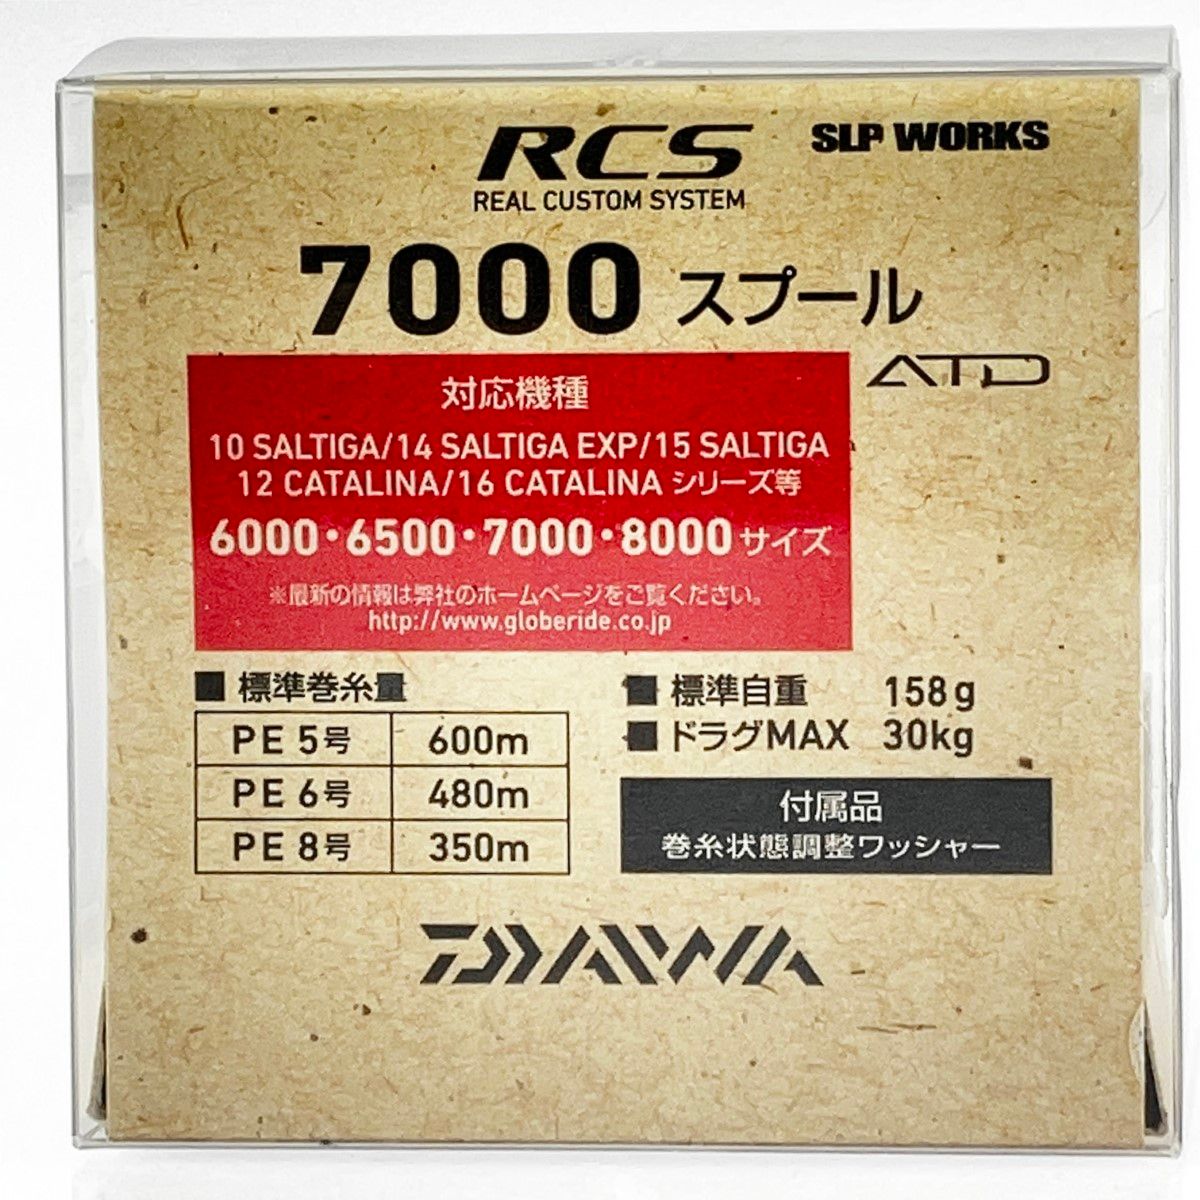 RCS
SLP WORKS
REAL CUSTOM SYSTEM
7000 スプール
ATD
対応機種
10 SALTIGA/14 SALTIGA EXP/15 SALTIGA
12 CATALINA/16 CATALINA シリーズ等
6000・6500・7000・8000 サイズ
※最新の情報は弊社のホームページをご覧ください。
http://www.globeride.co.jp
■ 標準巻糸量
PE 5号 600m
PE 6号 480m
PE 8号 350m
■ 標準自重 158g
■ ドラグMAX 30kg
付属品
巻糸状態調整ワッシャー
DAIWA